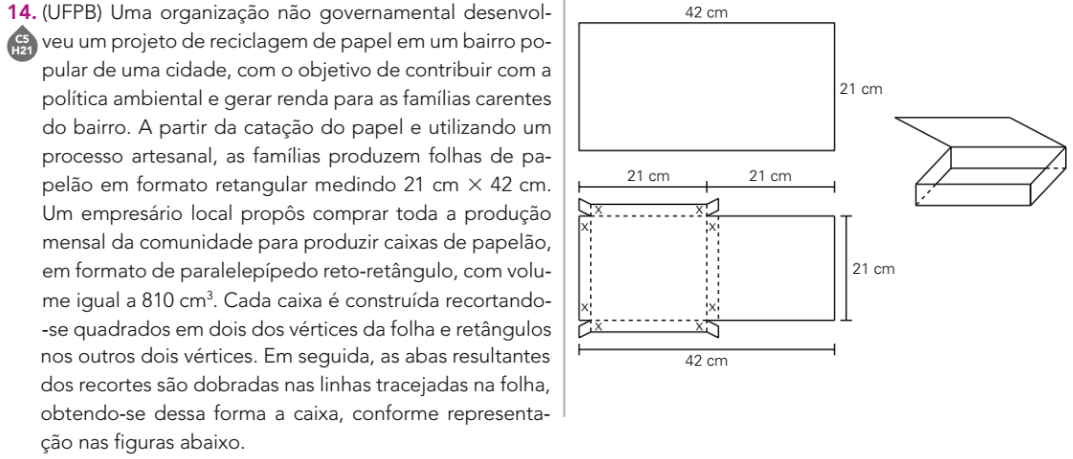 14. (UFPB) Uma organização não governamental desenvol-
C5
H21
veu um projeto de reciclagem de papel em um bairro po-
pular de uma cidade, com o objetivo de contribuir com a
política ambiental e gerar renda para as famílias carentes
do bairro. A partir da catação do papel e utilizando um
processo artesanal, as famílias produzem folhas de pa-
pelão em formato retangular medindo 21 cm × 42 cm.
Um empresário local propôs comprar toda a produção
mensal da comunidade para produzir caixas de papelão,
em formato de paralelepípedo reto-retângulo, com volu-
me igual a 810 cm³. Cada caixa é construída recortando-
-se quadrados em dois dos vértices da folha e retângulos
nos outros dois vértices. Em seguida, as abas resultantes
dos recortes são dobradas nas linhas tracejadas na folha,
obtendo-se dessa forma a caixa, conforme representa-
ção nas figuras abaixo.
42 cm
21 cm
21 cm 21 cm
x x
x x
21 cm
x x
x x
42 cm